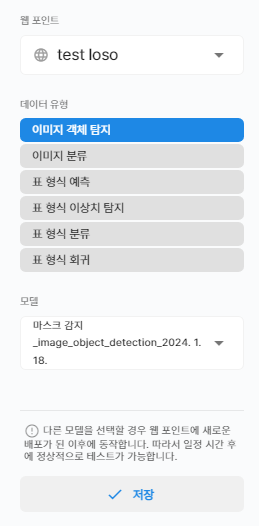 웹 포인트
test loso
데이터 유형
이미지 객체 탐지
이미지 분류
표 형식 예측
표 형식 이상치 탐지
표 형식 분류
표 형식 회귀
모델
마스크 감지
_image_object_detection_2024. 1.
18.
다른 모델을 선택할 경우 웹 포인트에 새로운
배포가 된 이후에 동작합니다. 따라서 일정 시간 후
에 정상적으로 테스트가 가능합니다.
저장